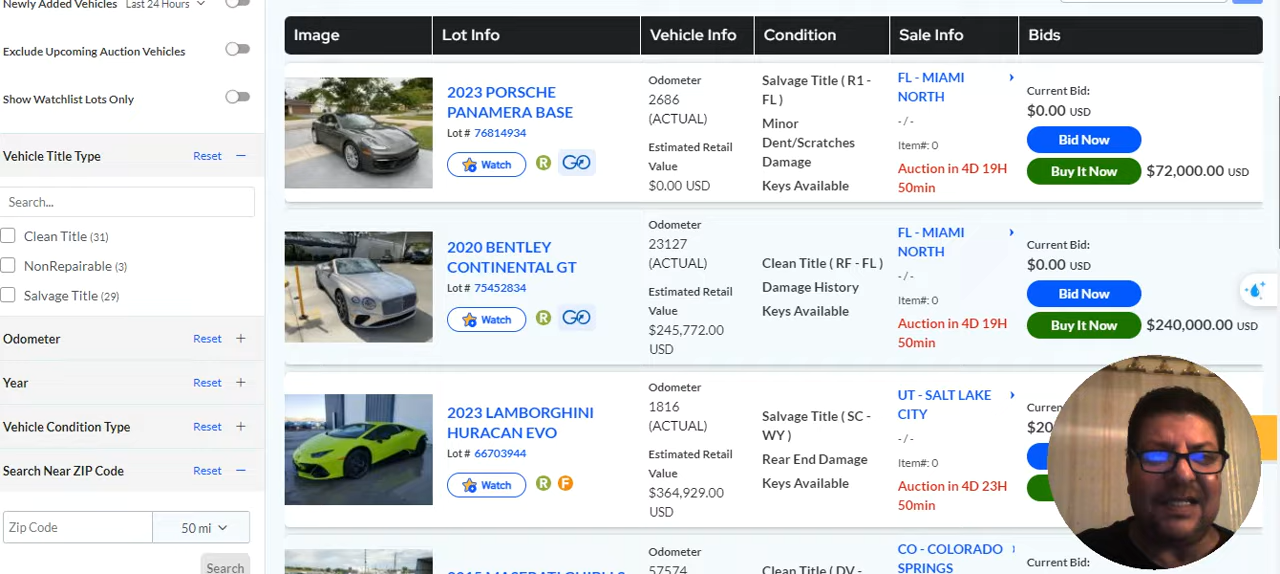 Newly Added Vehicles Last 24 Hours
Exclude Upcoming Auction Vehicles
Show Watchlist Lots Only
Vehicle Title Type Reset
Search...
Clean Title (31)
NonRepairable (3)
Salvage Title (29)
Odometer Reset
Year Reset
Vehicle Condition Type Reset
Search Near ZIP Code Reset
Zip Code 50 mi
Search
Image Lot Info Vehicle Info Condition Sale Info Bids
2023 PORSCHE
PANAMERA BASE
Lot # 76814934
Watch R GO
Odometer
2686
(ACTUAL)
Estimated Retail
Value
$0.00 USD
Salvage Title ( R1 -
FL )
Minor
Dent/Scratches
Damage
Keys Available
FL - MIAMI
NORTH
- / -
Item#: 0
Auction in 4D 19H
50min
Current Bid:
$0.00 USD
Bid Now
Buy It Now $72,000.00 USD
2020 BENTLEY
CONTINENTAL GT
Lot # 75452834
Watch R GO
Odometer
23127
(ACTUAL)
Estimated Retail
Value
$245,772.00
USD
Clean Title ( RF - FL )
Damage History
Keys Available
FL - MIAMI
NORTH
- / -
Item#: 0
Auction in 4D 19H
50min
Current Bid:
$0.00 USD
Bid Now
Buy It Now $240,000.00 USD
2023 LAMBORGHINI
HURACAN EVO
Lot # 66703944
Watch R F
Odometer
1816
(ACTUAL)
Estimated Retail
Value
$364,929.00
USD
Salvage Title ( SC -
WY )
Rear End Damage
Keys Available
UT - SALT LAKE
CITY
- / -
Item#: 0
Auction in 4D 23H
50min
Odometer
57574
Clean Title ( DV -
CO - COLORADO
SPRINGS